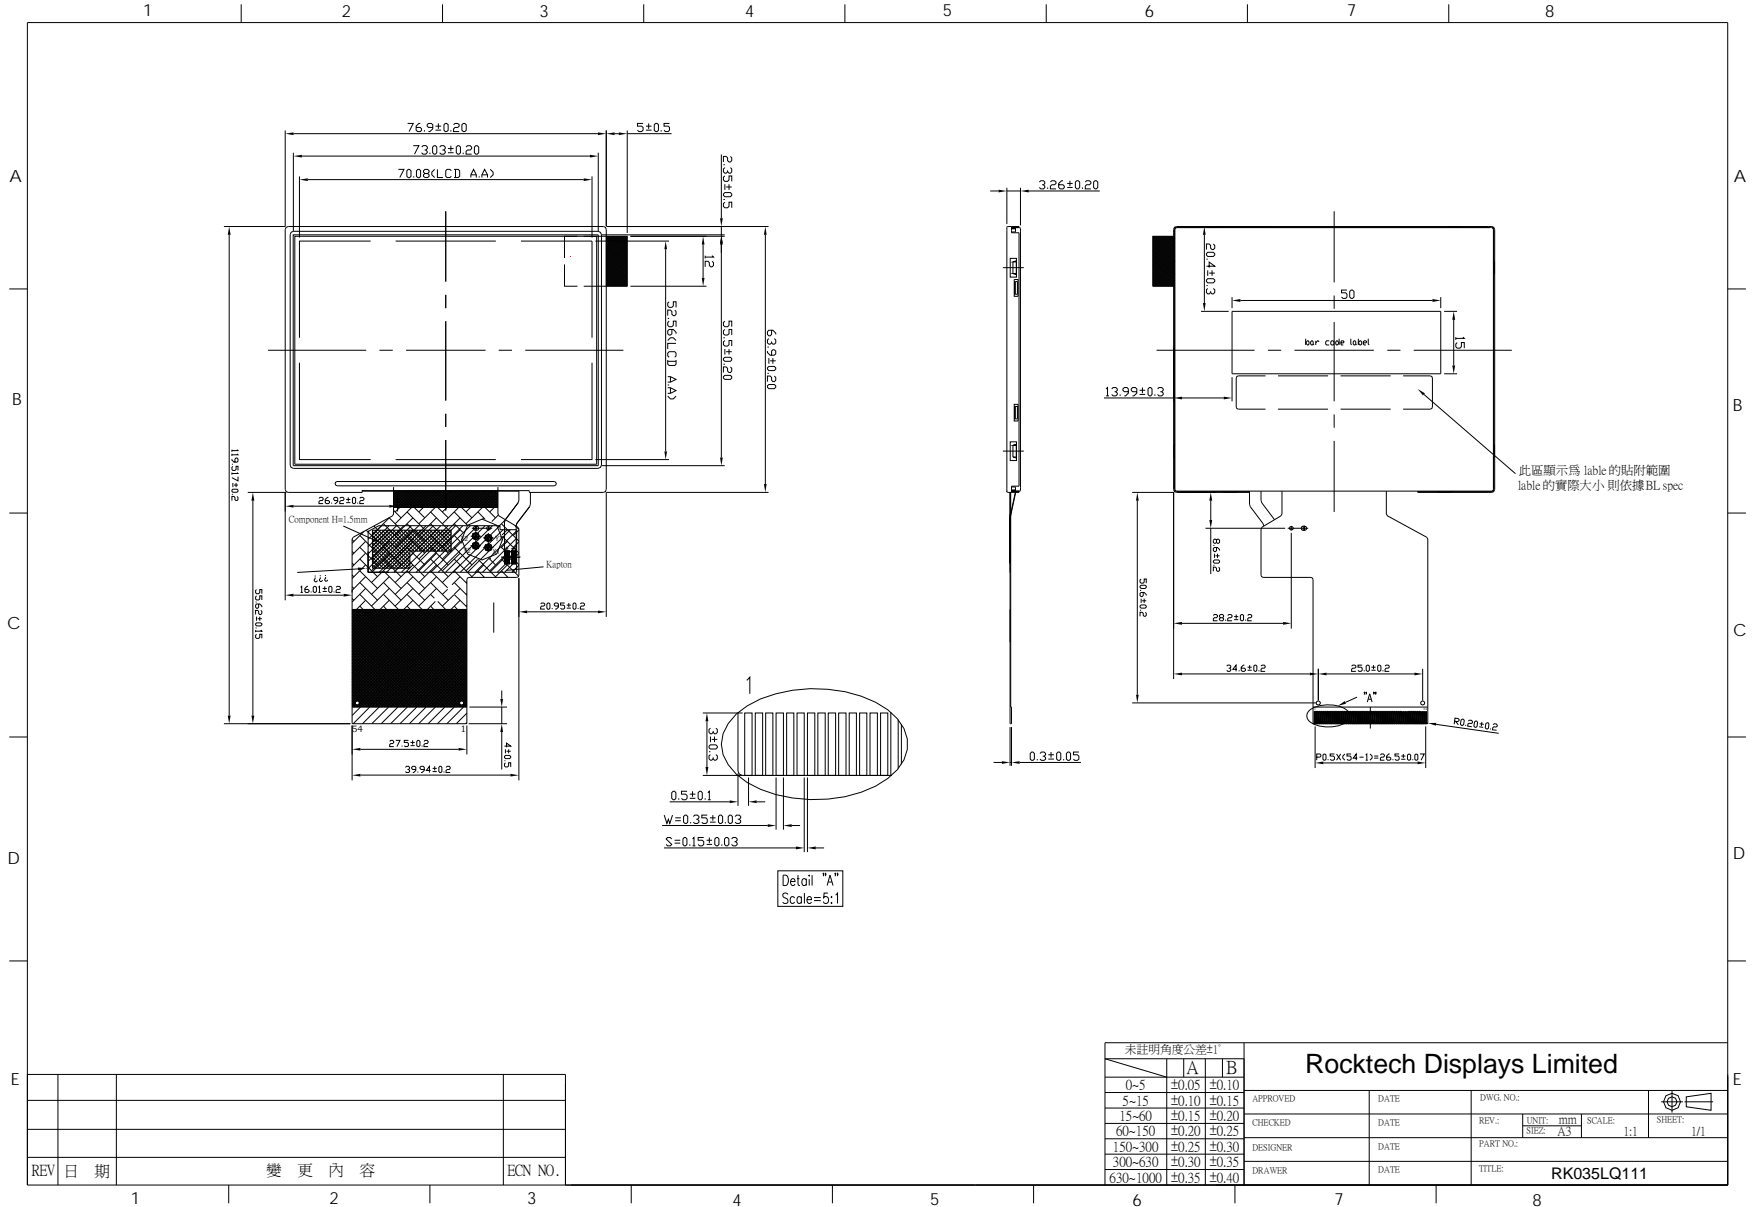 1 2 3 4 5 6 7 8
A
B
C
D
E
A
B
C
D
E
76.9±0.20
5±0.5
73.03±0.20
70.08(LCD A.A)
2.35±0.5
12
52.56(LCD A.A)
55.5±0.20
63.9±0.20
119.517±0.2
26.92±0.2
Component H=1.5mm
¿¿¿
16.01±0.2
Kapton
20.95±0.2
55.62±0.15
54
1
27.5±0.2
39.94±0.2
4±0.5
1
3±0.3
0.5±0.1
W=0.35±0.03
S=0.15±0.03
Detail "A"
Scale=5:1
3.26±0.20
0.3±0.05
20.4±0.3
50
bar code label
15
13.99±0.3
此區顯示爲 lable 的貼附範圍
lable 的實際大小 則依據BL spec
8.6±0.2
50.6±0.2
28.2±0.2
34.6±0.2
25.0±0.2
"A"
R0.20±0.2
P0.5X(54-1)=26.5±0.07
未註明角度公差±1°
A B
0~5 ±0.05 ±0.10
5~15 ±0.10 ±0.15
15~60 ±0.15 ±0.20
60~150 ±0.20 ±0.25
150~300 ±0.25 ±0.30
300~630 ±0.30 ±0.35
630~1000 ±0.35 ±0.40
Rocktech Displays Limited
APPROVED DATE DWG. NO.:
CHECKED DATE REV.: UNIT: mm SCALE: 1:1 SHEET: 1/1
SIEZ: A3
DESIGNER DATE PART NO.:
DRAWER DATE TITLE: RK035LQ111
REV 日 期 變 更 內 容 ECN NO.
1 2 3 4 5 6 7 8